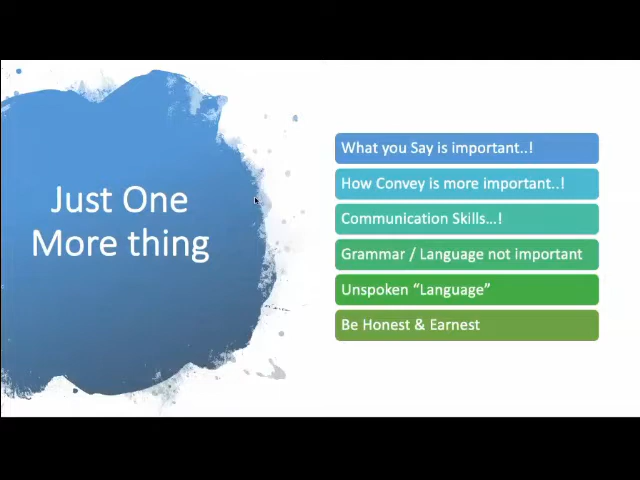 Just One
More thing
What you Say is important..!
How Convey is more important..!
Communication Skills...!
Grammar / Language not important
Unspoken “Language”
Be Honest & Earnest